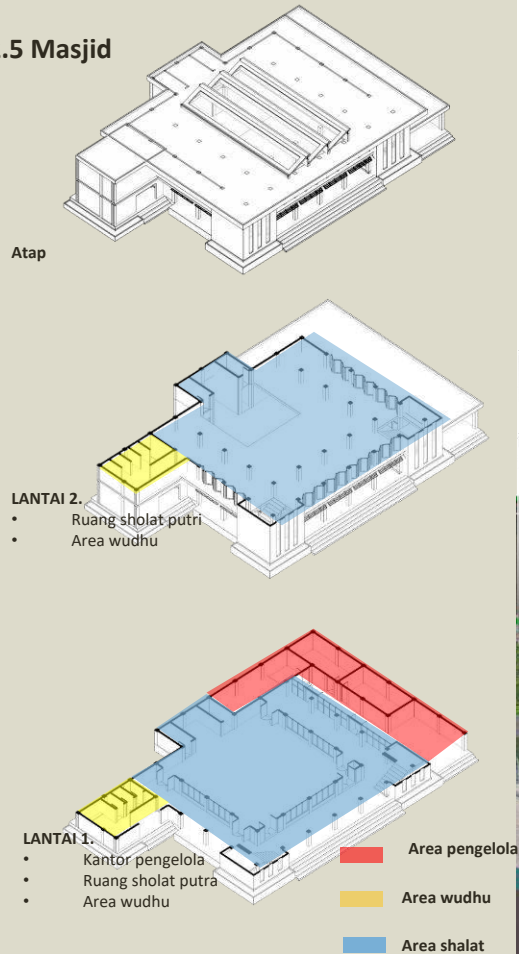 .5 Masjid
Atap
LANTAI 2.
• Ruang sholat putri
• Area wudhu
LANTAI 1.
• Kantor pengelola
• Ruang sholat putra
• Area wudhu
Area pengelola
Area wudhu
Area shalat